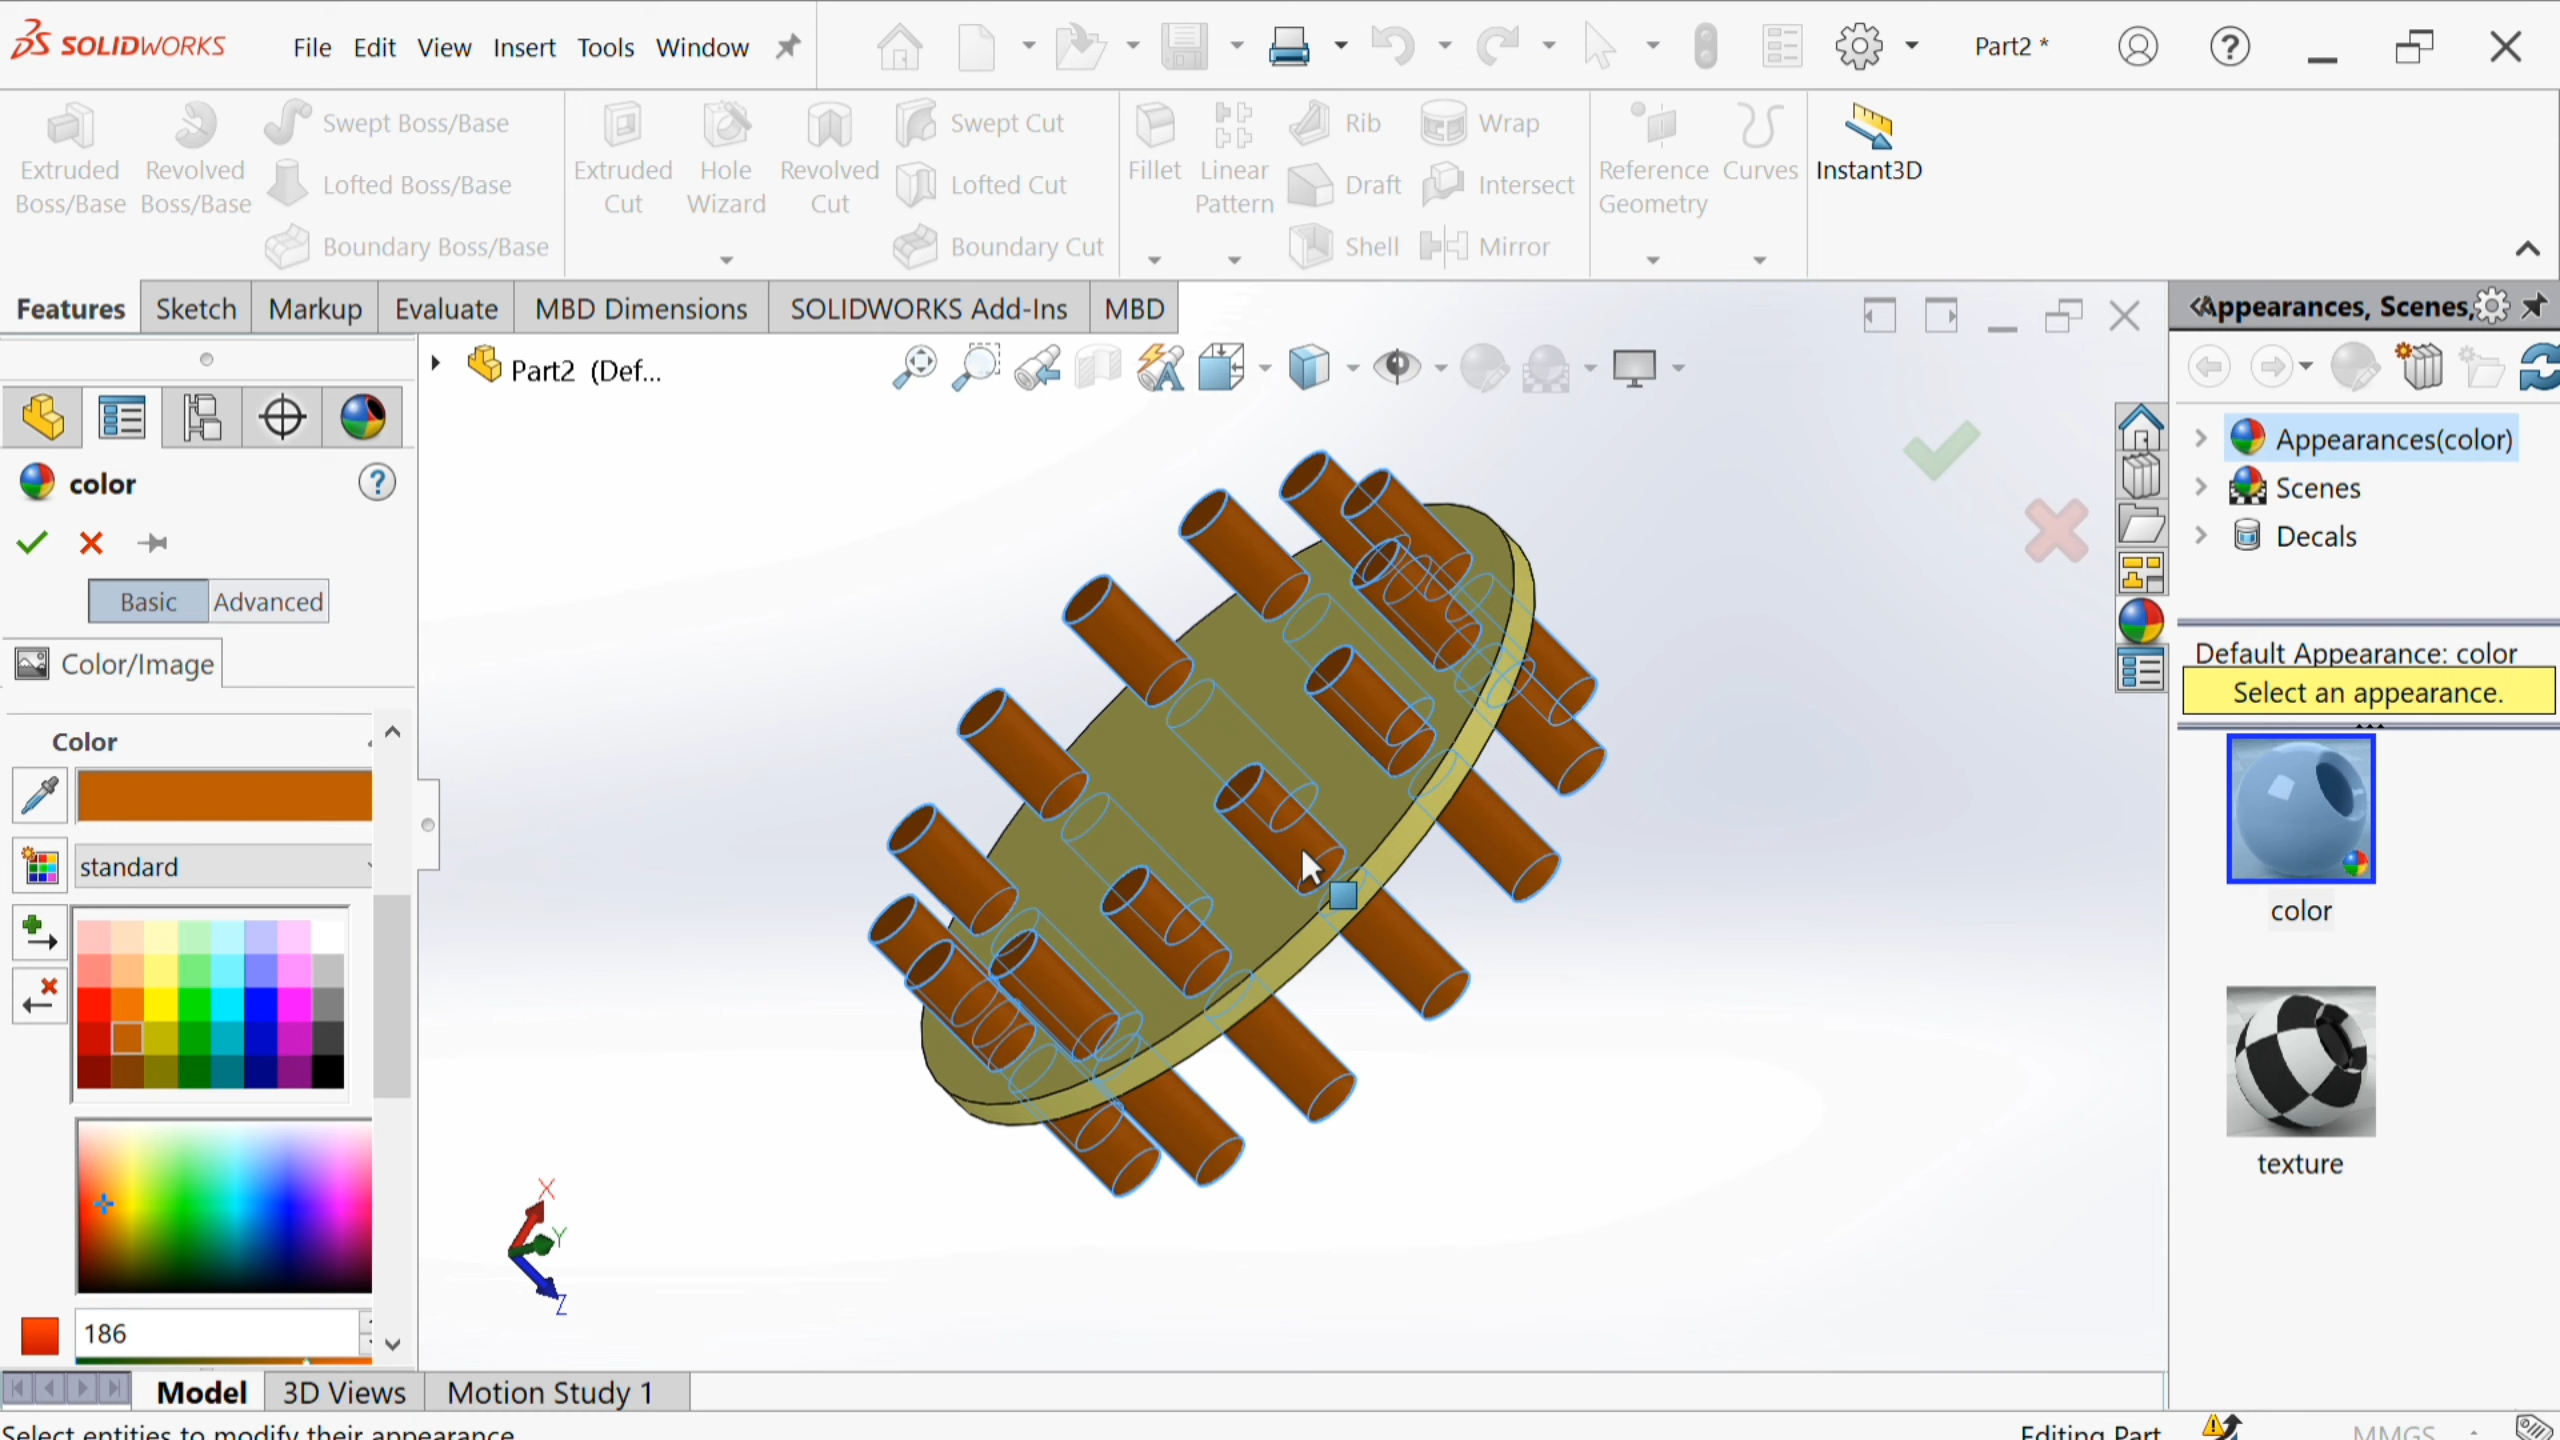 SOLIDWORKS File Edit View Insert Tools Window Part2 *
Extruded Boss/Base
Revolved Boss/Base
Swept Boss/Base
Lofted Boss/Base
Boundary Boss/Base
Extruded Cut
Hole Wizard
Revolved Cut
Swept Cut
Lofted Cut
Boundary Cut
Fillet
Linear Pattern
Rib
Draft
Shell
Wrap
Intersect
Mirror
Reference Geometry
Curves
Instant3D
Features Sketch Markup Evaluate MBD Dimensions SOLIDWORKS Add-Ins MBD
Part2 (Def...
color
Basic Advanced
Color/Image
Color
standard
186
X
Y
Z
Appearances, Scenes,
Appearances(color)
Scenes
Decals
Default Appearance: color
Select an appearance.
color
texture
Model 3D Views Motion Study 1
Select entities to modify their appearance
Editing Part MMGS